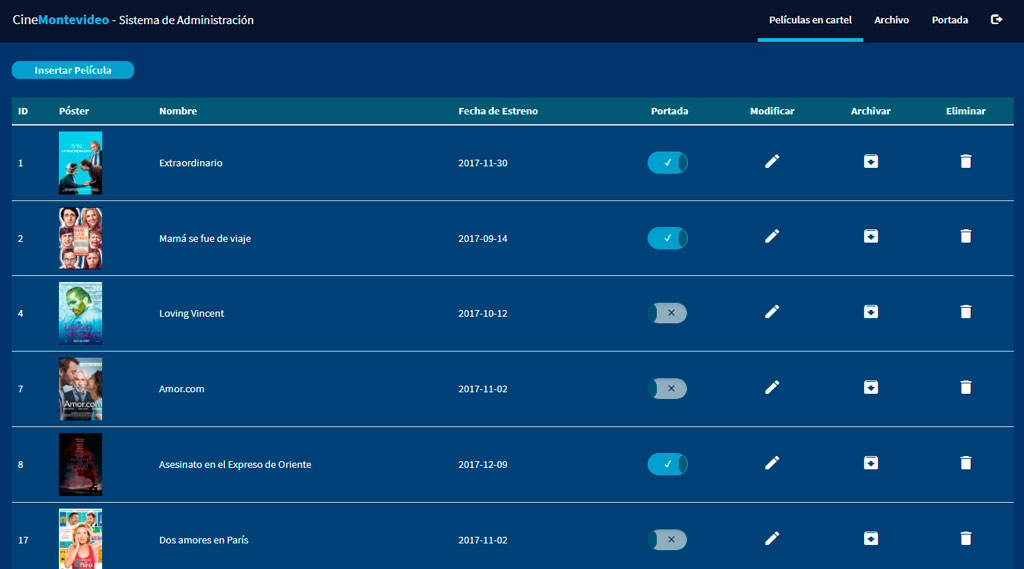 CineMontevideo - Sistema de Administración
Películas en cartel Archivo Portada
Insertar Película
ID Póster Nombre Fecha de Estreno Portada Modificar Archivar Eliminar
1 Extraordinario 2017-11-30
2 Mamá se fue de viaje 2017-09-14
4 Loving Vincent 2017-10-12
7 Amor.com Amor.com 2017-11-02
8 Asesinato en el Expreso de Oriente 2017-12-09
17 Dos amores en París 2017-11-02